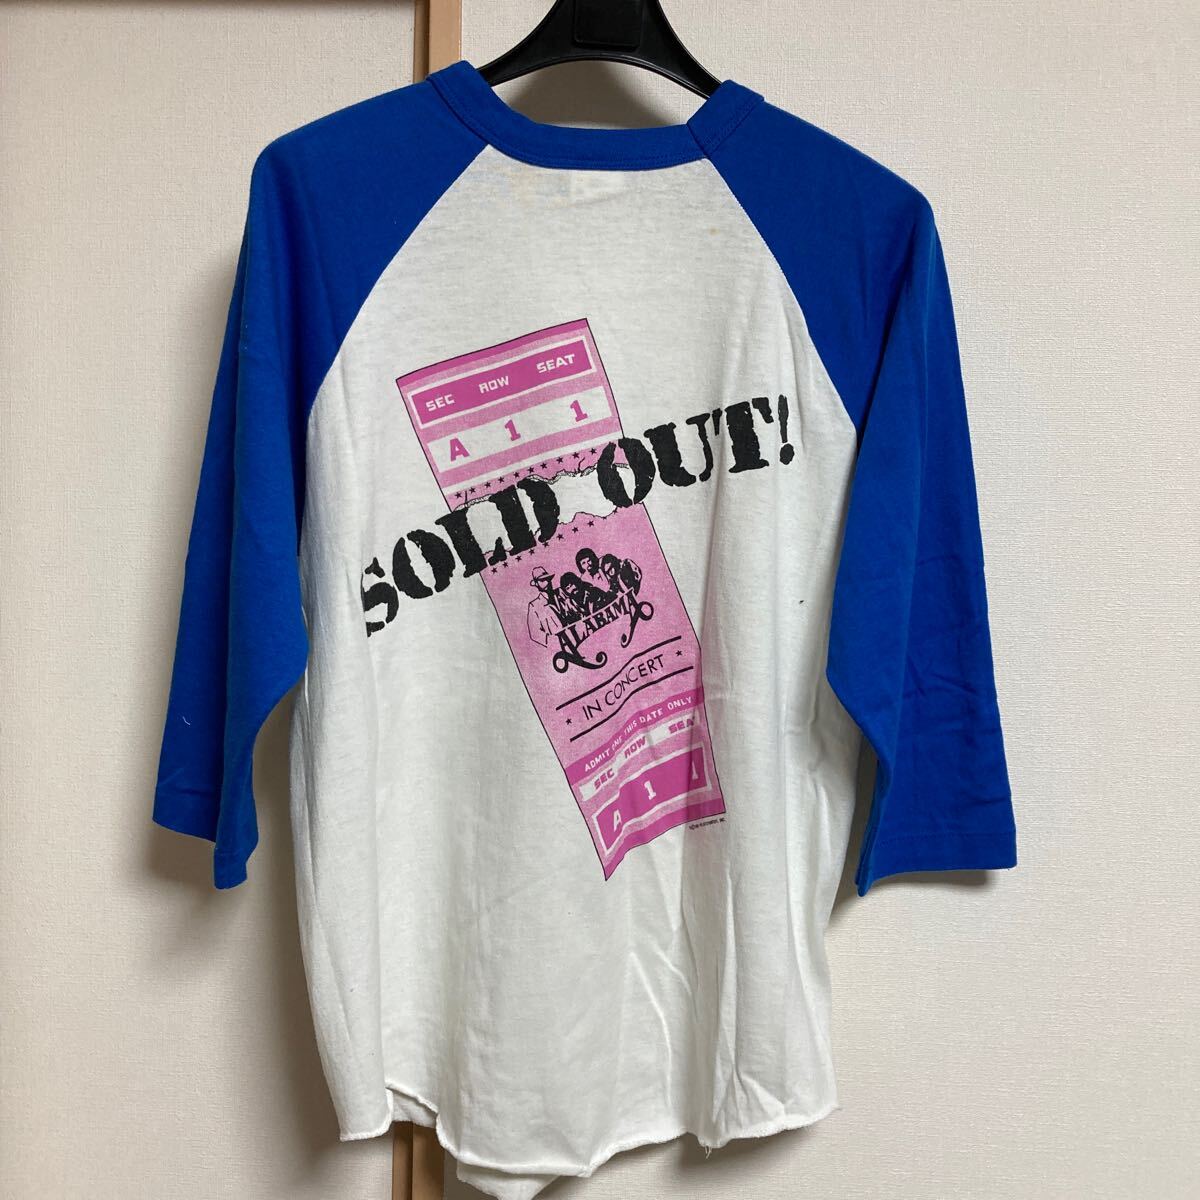 SEC ROW SEAT
A 1 1
SOLD OUT!
ALABAMA
IN CONCERT
ADMIT ONE THIS DATE ONLY
SEC ROW SEAT
A 1 1